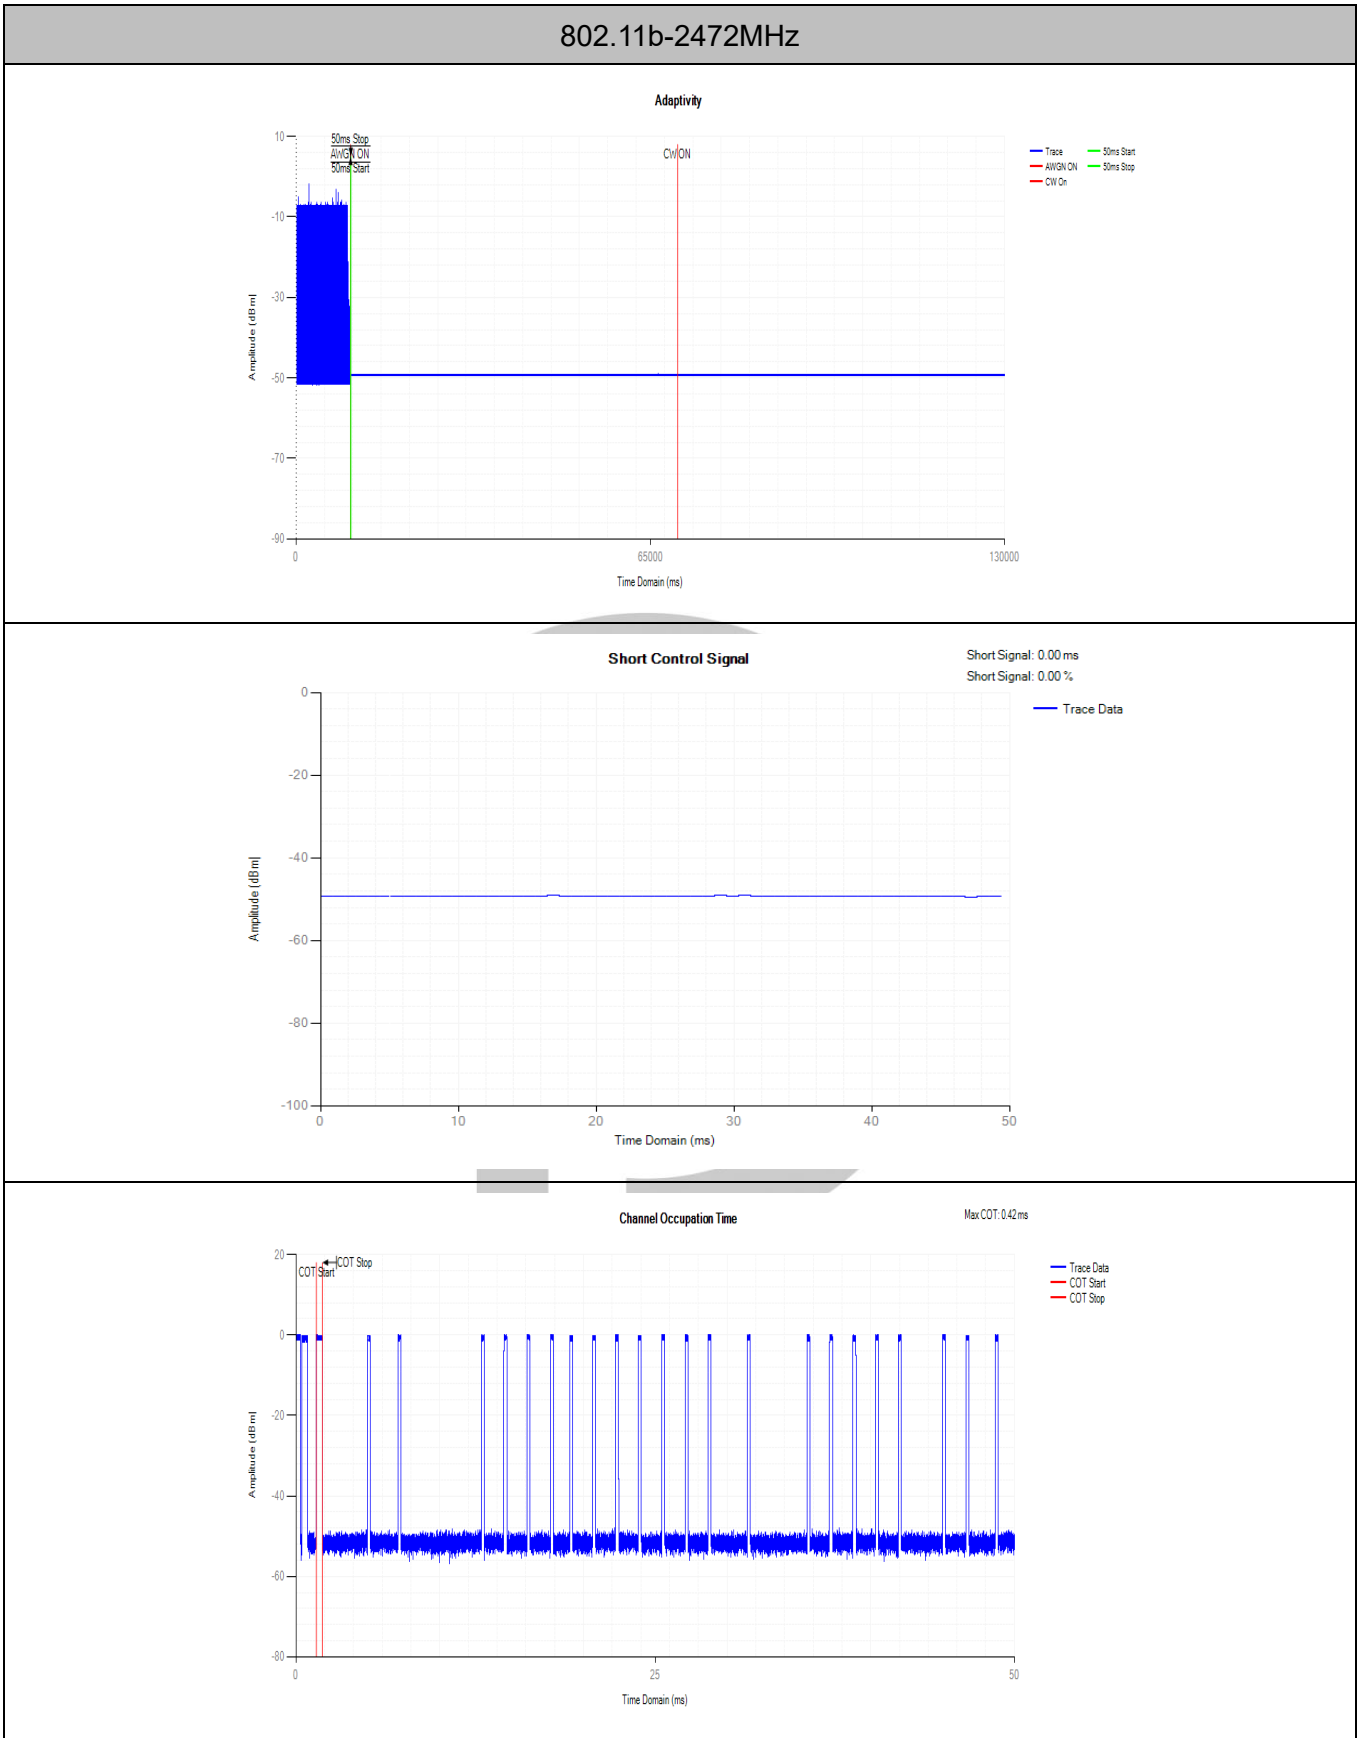 802.11b-2472MHz
Adaptivity
10
-10
-30
-50
-70
-90
Amplitude (dBm)
50ms Stop
AWGN ON
50ms Start
CW ON
Trace
AWGN ON
CW On
50ms Start
50ms Stop
0
65000
130000
Time Domain (ms)
Short Control Signal
Short Signal: 0.00 ms
Short Signal: 0.00 %
Trace Data
0
-20
-40
-60
-80
-100
Amplitude (dBm)
0
10
20
30
40
50
Time Domain (ms)
Channel Occupation Time
Max COT: 0.42 ms
20
0
-20
-40
-60
-80
Amplitude (dBm)
COT Start
COT Stop
Trace Data
COT Start
COT Stop
0
25
50
Time Domain (ms)